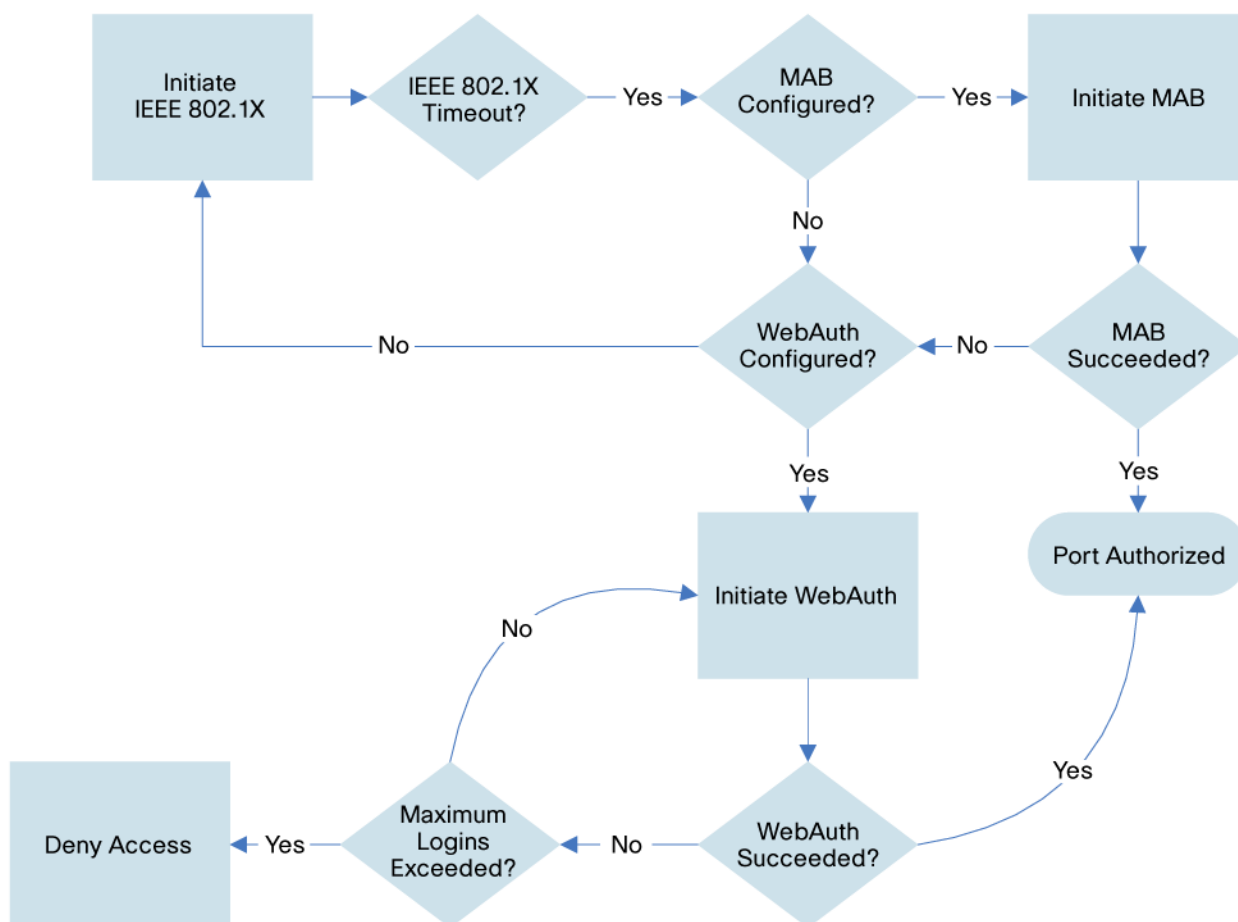 Initiate
IEEE 802.1X
IEEE 802.1X
Timeout?
Yes
MAB
Configured?
Yes
Initiate MAB
No
No
WebAuth
Configured?
No
MAB
Succeeded?
Yes
Yes
Port Authorized
Initiate WebAuth
No
Yes
Deny Access
Yes
Maximum
Logins
Exceeded?
No
WebAuth
Succeeded?